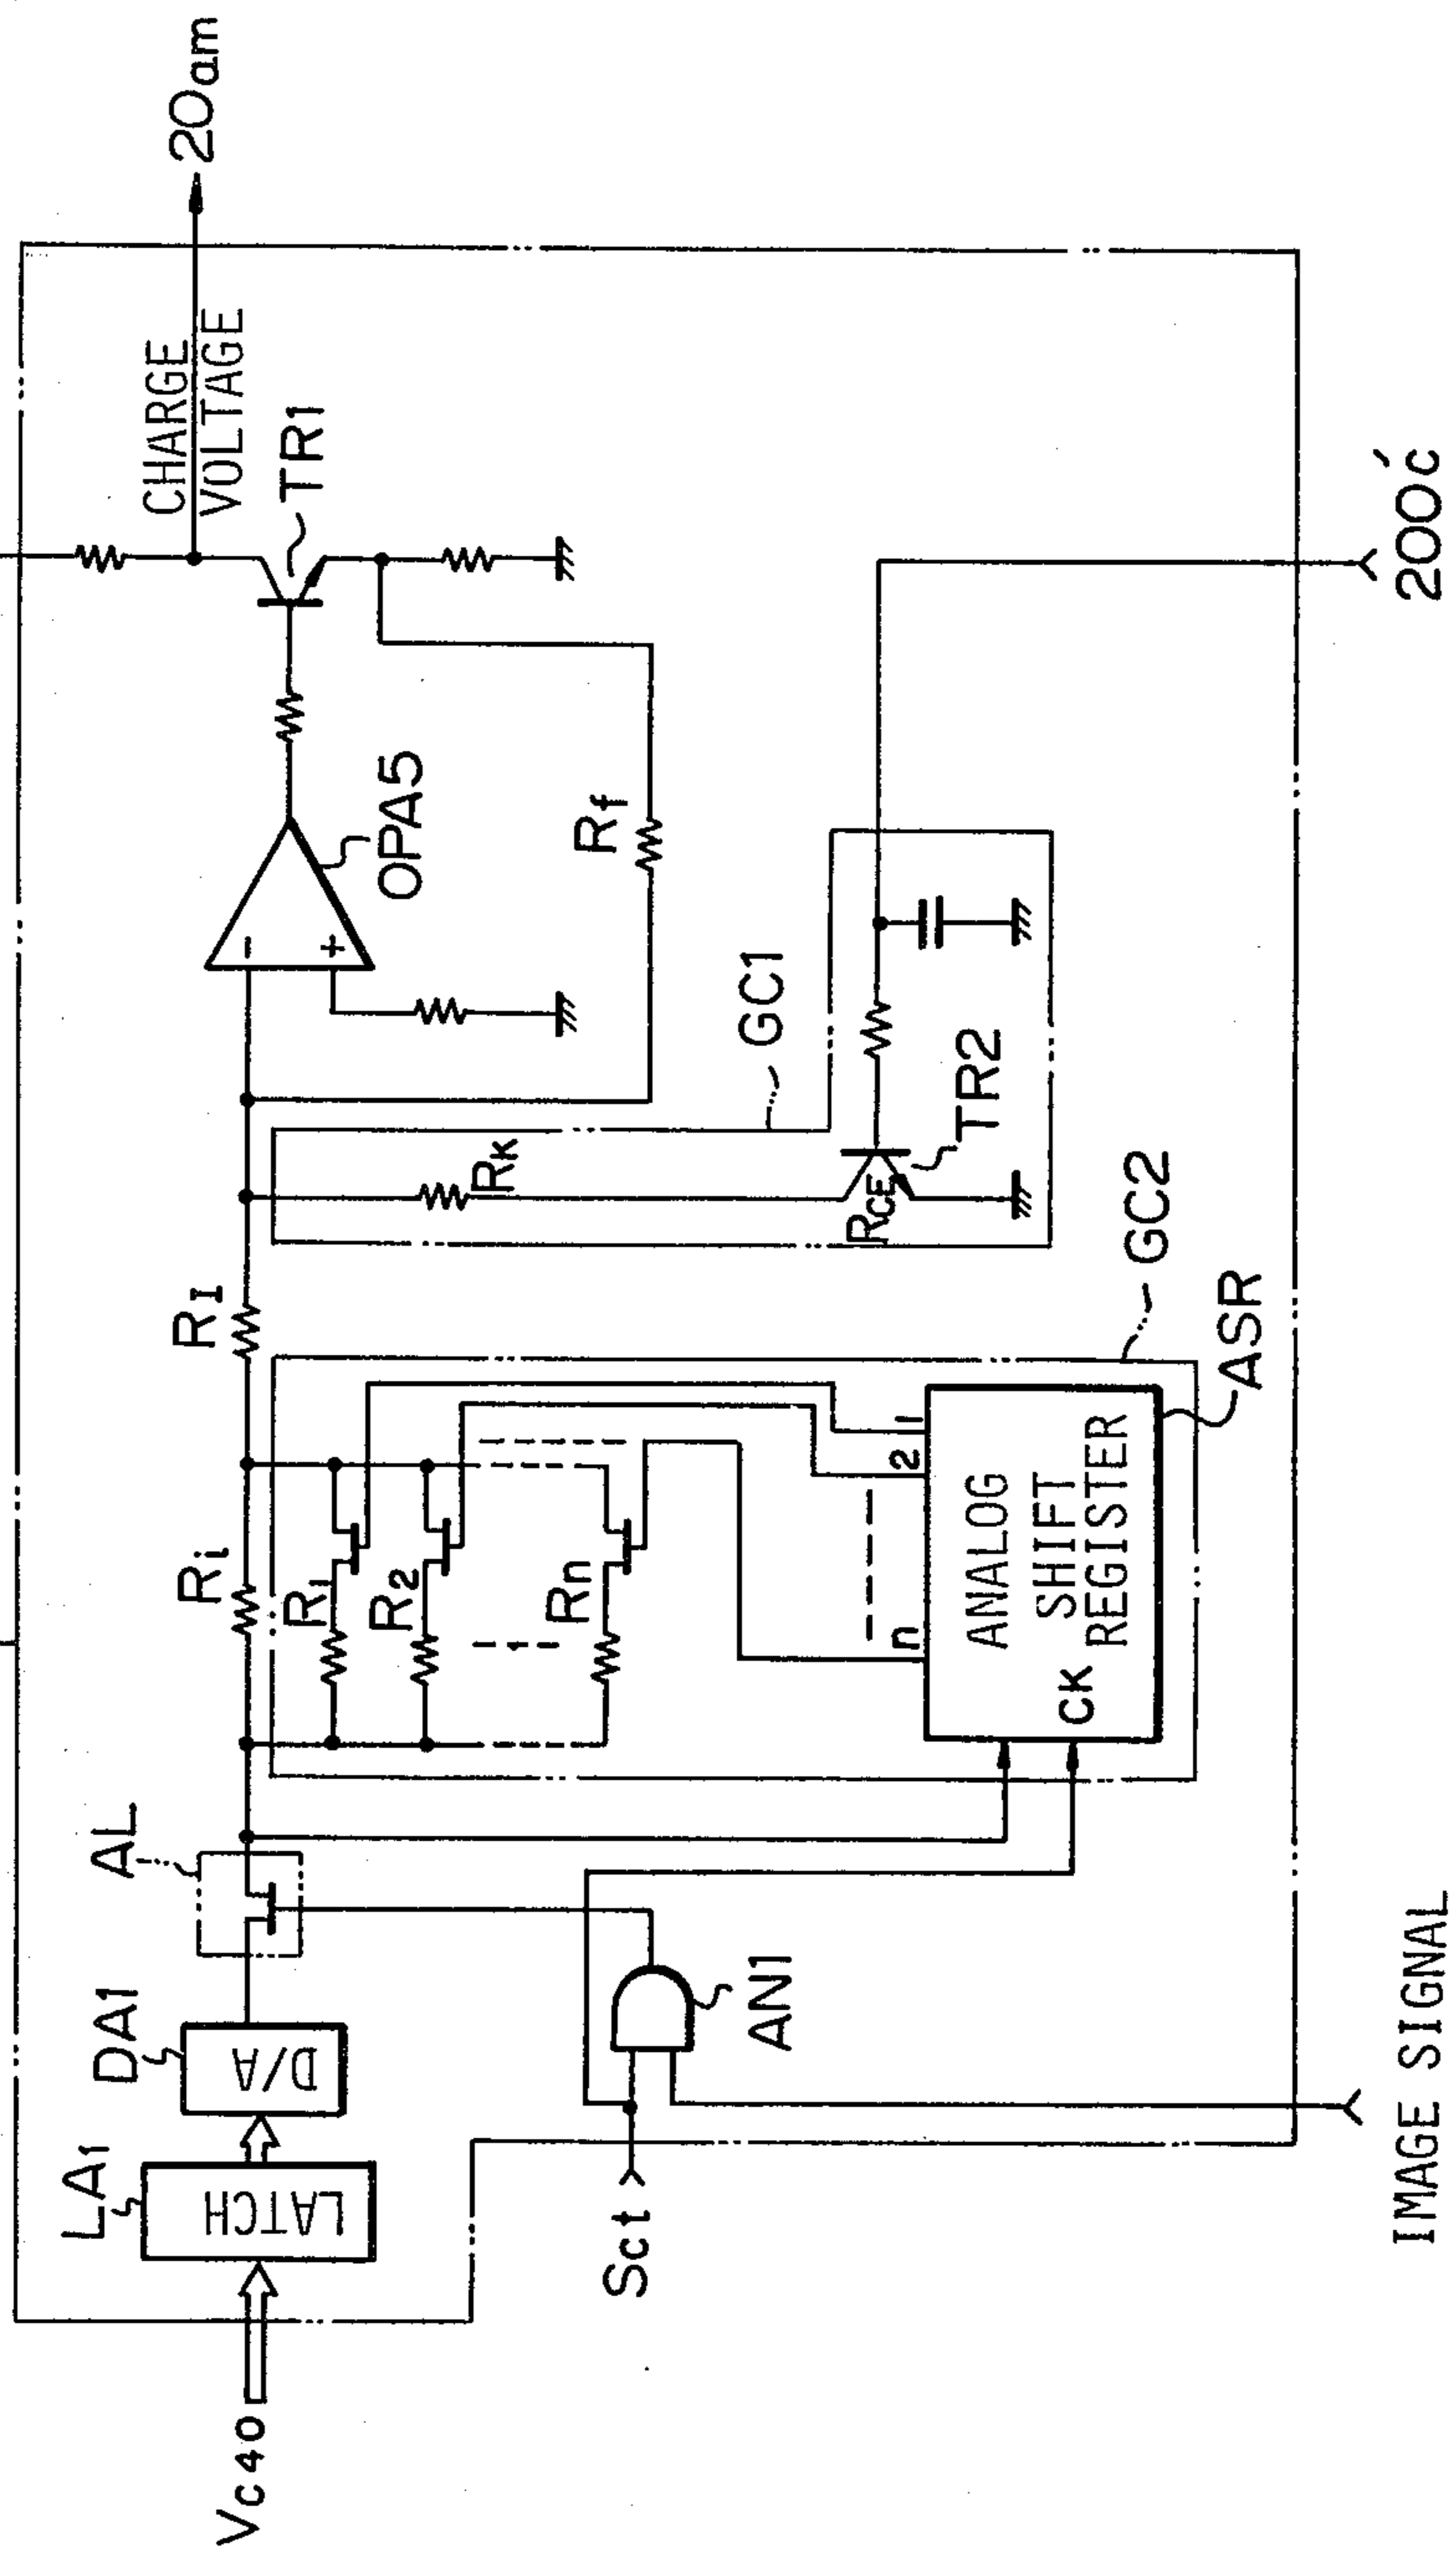 Vc40
LA1
LATCH
DA1
D/A
AL
Ri
RI
CHARGE
VOLTAGE
20am
R1
R2
Rn
RK
OPA5
−
+
TR1
Rf
GC1
RCE
TR2
GC2
ASR
1
2
n
ANALOG
SHIFT
REGISTER
CK
Sct
AN1
IMAGE SIGNAL
200c′